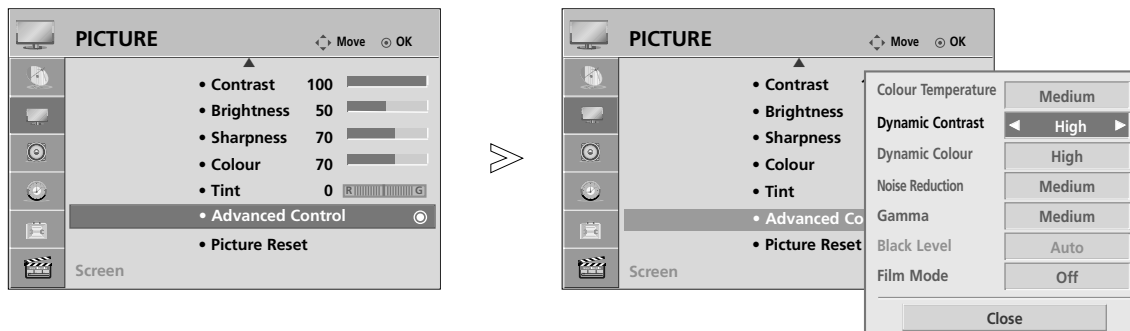 PICTURE
Move
OK
• Contrast 100
• Brightness 50
• Sharpness 70
• Colour 70
• Tint 0 R G
• Advanced Control
• Picture Reset
Screen
PICTURE
Move
OK
• Contrast
• Brightness
• Sharpness
• Colour
• Tint
• Advanced Co
• Picture Reset
Screen
Colour Temperature Medium
Dynamic Contrast High
Dynamic Colour High
Noise Reduction Medium
Gamma Medium
Black Level Auto
Film Mode Off
Close